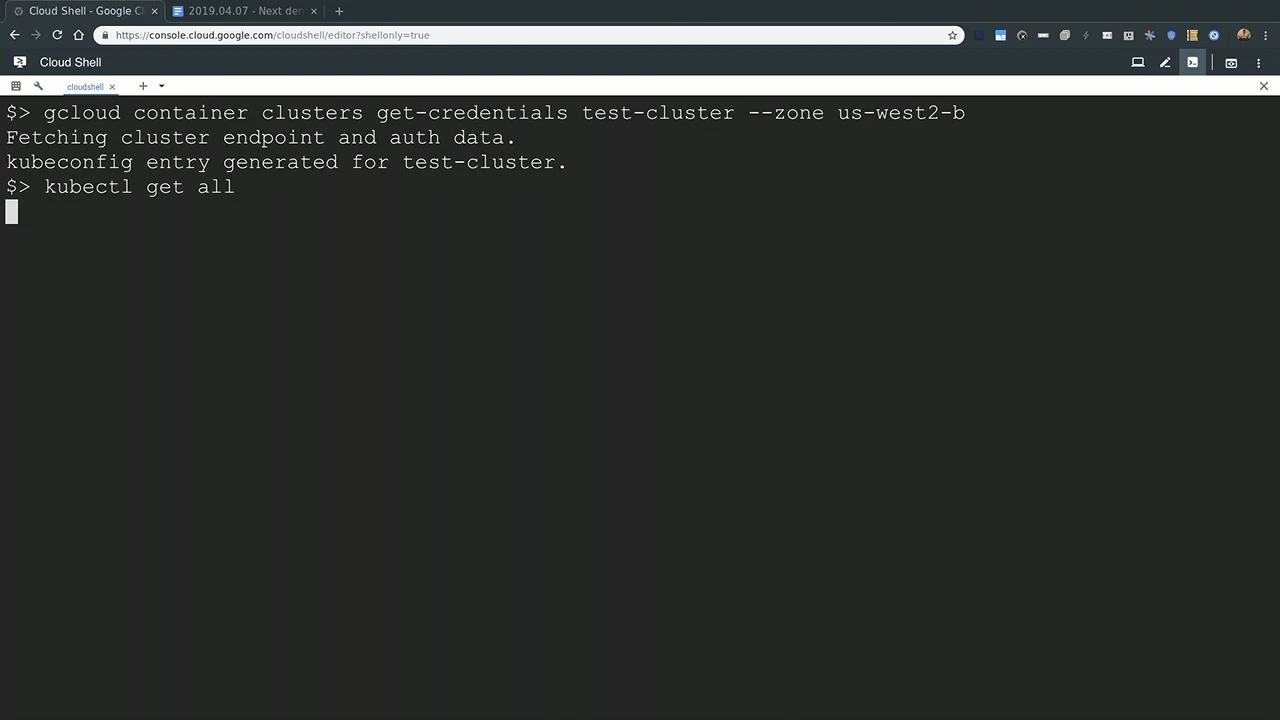 Cloud Shell - Google Cl
2019.04.07 - Next den
https://console.cloud.google.com/cloudshell/editor?shellonly=true
Cloud Shell
cloudshell
$> gcloud container clusters get-credentials test-cluster --zone us-west2-b
Fetching cluster endpoint and auth data.
kubeconfig entry generated for test-cluster.
$> kubectl get all